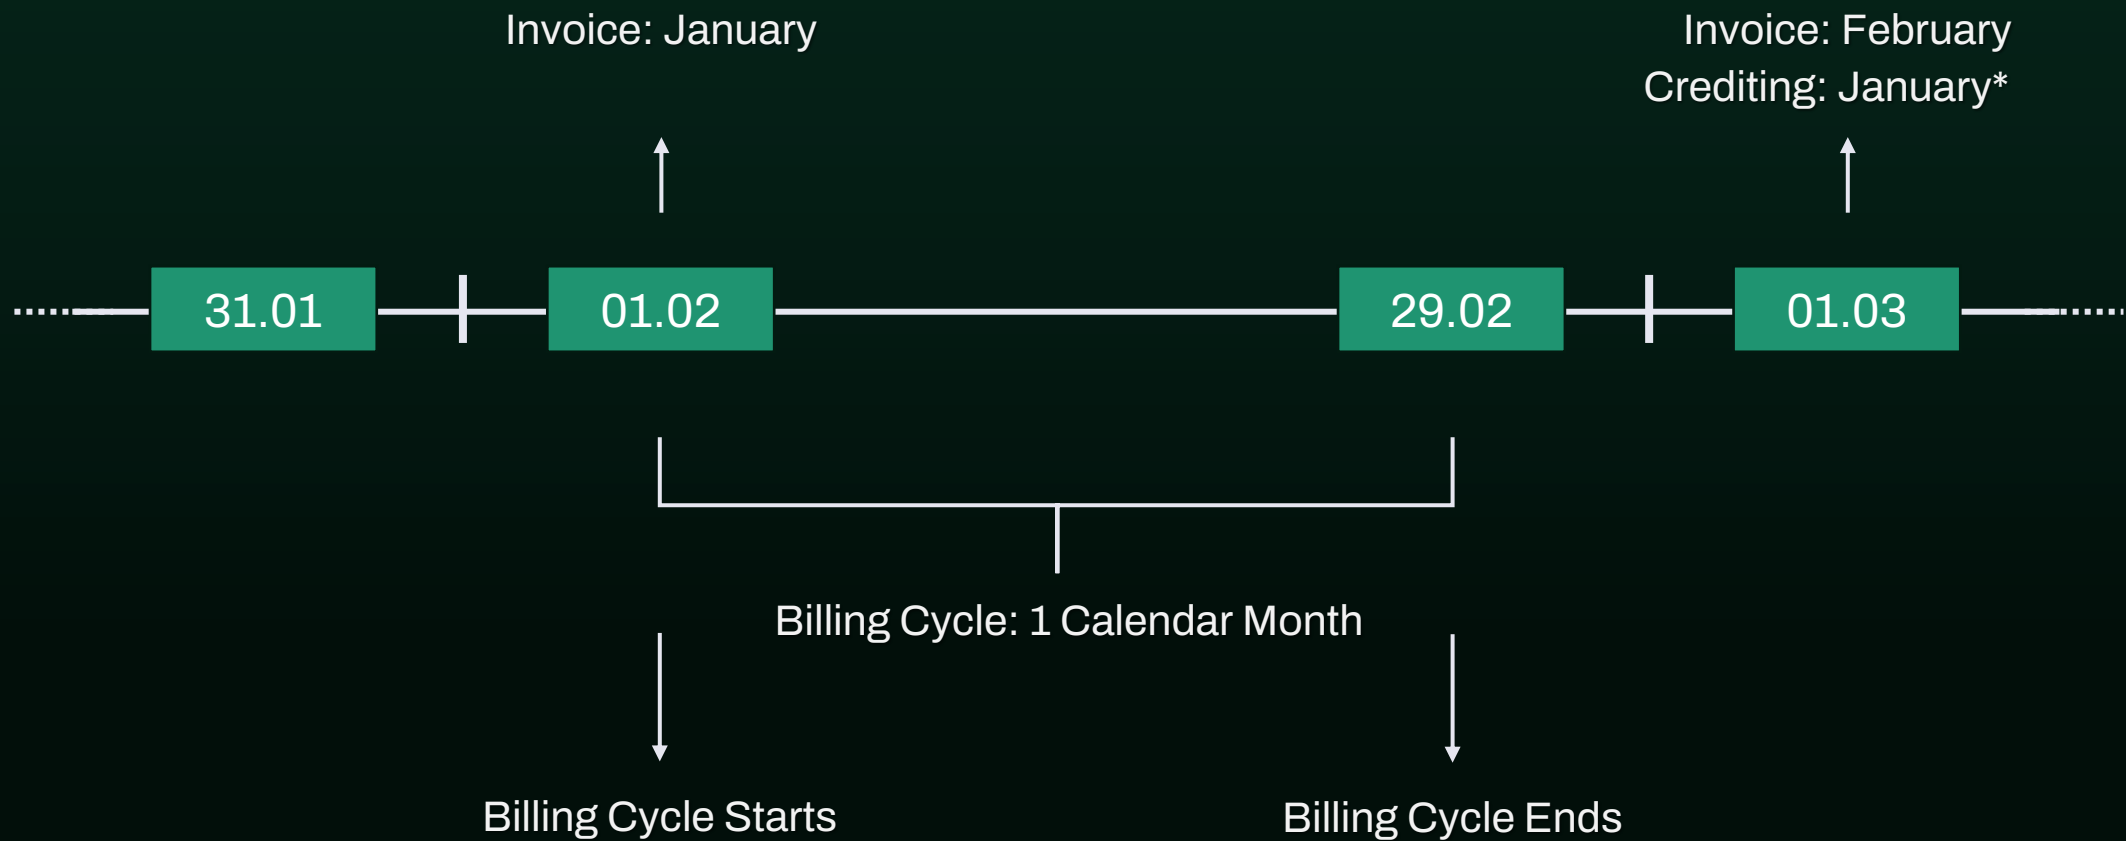 Invoice: January
Invoice: February
Crediting: January*
31.01
01.02
29.02
01.03
Billing Cycle: 1 Calendar Month
Billing Cycle Starts
Billing Cycle Ends